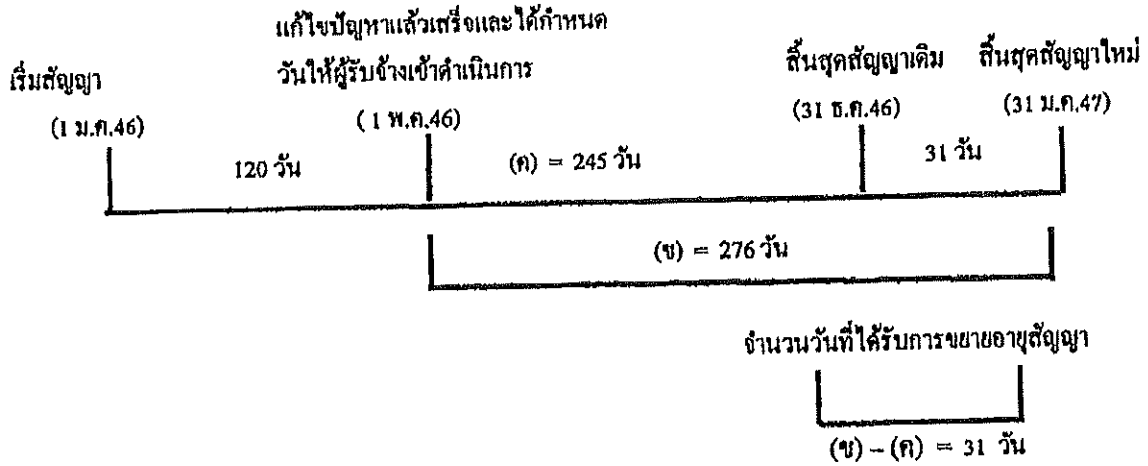 แก้ไขปัญหาแล้วเสร็จและได้กำหนด
วันให้ผู้รับจ้างเข้าดำเนินการ
เริ่มสัญญา
สิ้นสุดสัญญาเดิม
สิ้นสุดสัญญาใหม่
(1 ม.ค.46)
(1 พ.ค.46)
(31 ธ.ค.46)
(31 ม.ค.47)
120 วัน
(ค) = 245 วัน
31 วัน
(ช) = 276 วัน
จำนวนวันที่ได้รับการขยายอายุสัญญา
(ช) – (ค) = 31 วัน